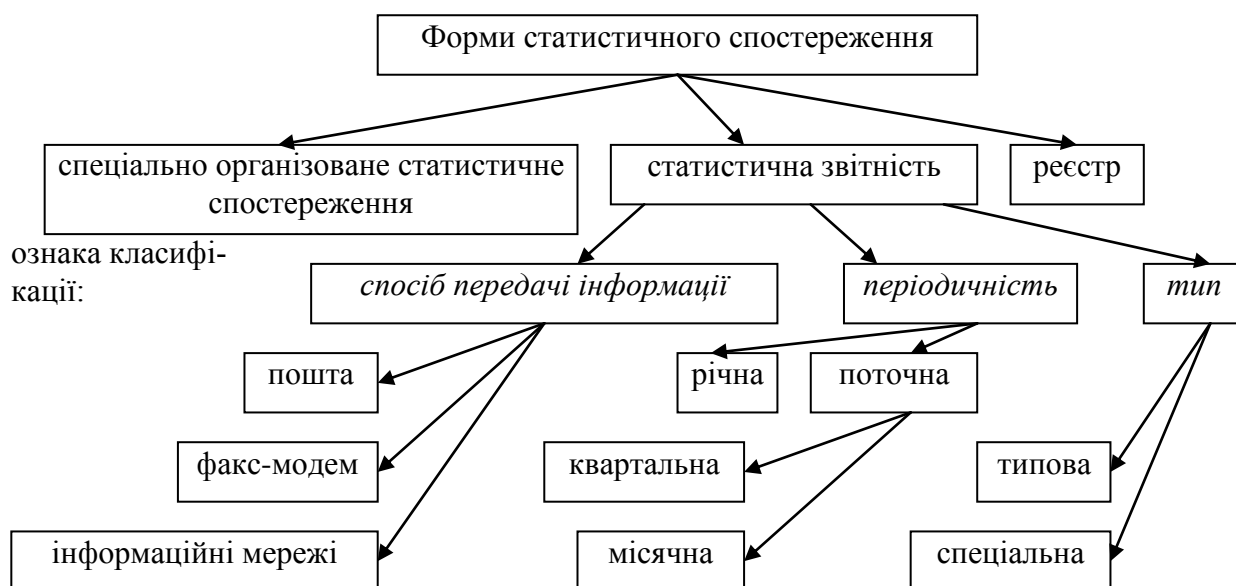 Форми статистичного спостереження
спеціально організоване статистичне
спостереження
статистична звітність
реєстр
ознака класифі-
кації:
спосіб передачі інформації
періодичність
тип
пошта
річна
поточна
факс-модем
квартальна
типова
інформаційні мережі
місячна
спеціальна